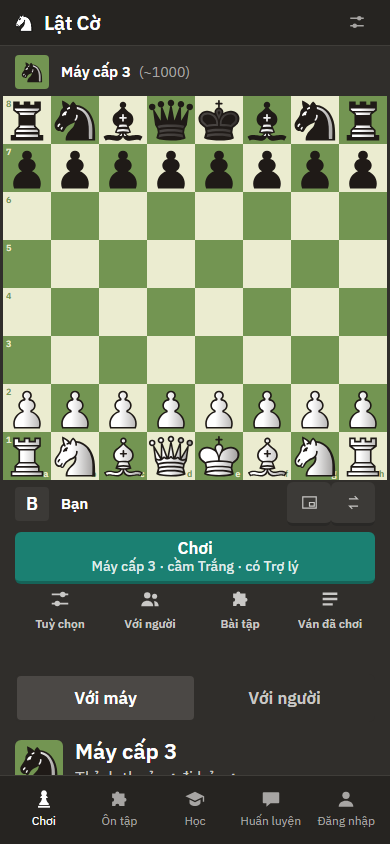 Lật Cờ
Máy cấp 3 (~1000)
8
7
6
5
4
3
2
1
a d e h
B Bạn
Chơi
Máy cấp 3 · cầm Trắng · có Trợ lý
Tuỳ chọn Với người Bài tập Ván đã chơi
Với máy Với người
Máy cấp 3
Chơi Ôn tập Học Huấn luyện Đăng nhập